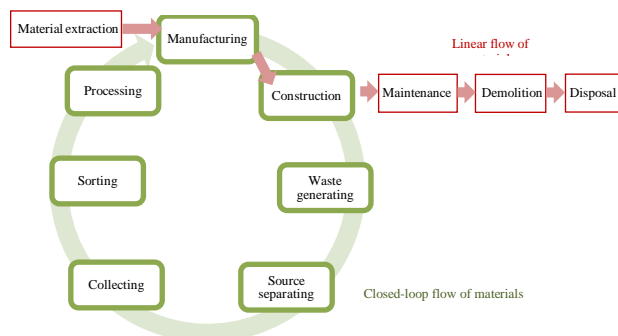 Material extraction
Manufacturing
Linear flow of
Processing
Construction
Maintenance
Demolition
Disposal
Sorting
Waste
generating
Collecting
Source
separating
Closed-loop flow of materials